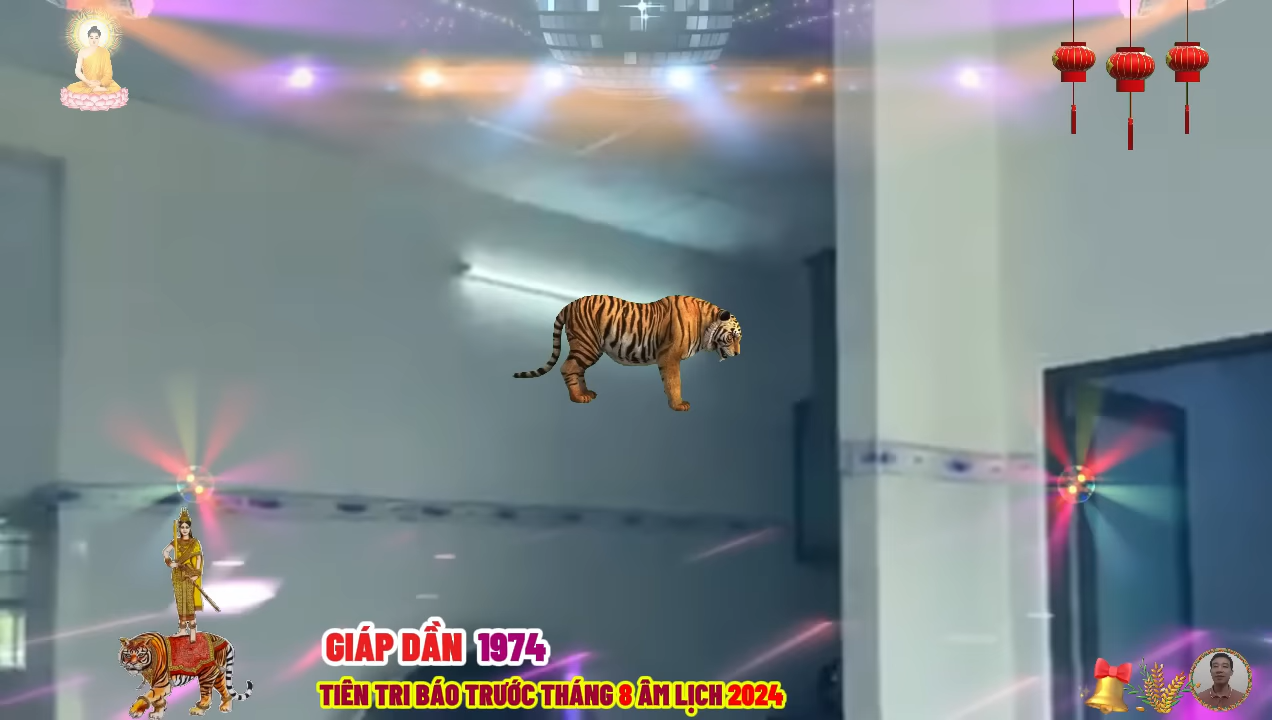 GIÁP DẦN 1974
TIÊN TRI BÁO TRƯỚC THÁNG 8 ÂM LỊCH 2024